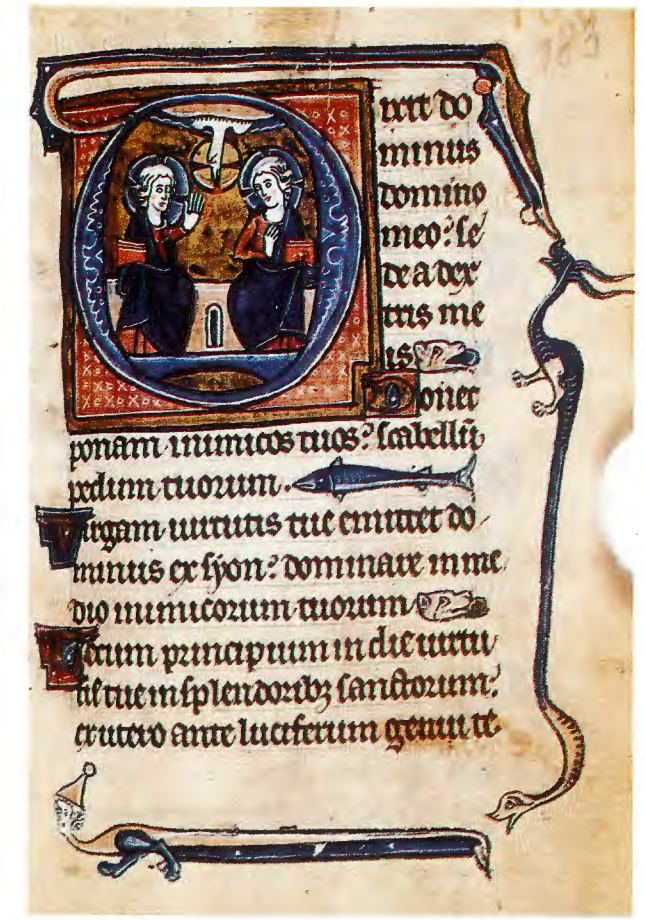 Dixit do
minus
domino
meo: se
de a dex
tris me
is
Donec
ponam inimicos tuos: scabellū
pedum tuorum.
Virgam uirtutis tue emittet do
minus ex syon: dominare in me
dio inimicorum tuorum
Tecum principium in die uirtu
tis tue in splendoribꝫ sanctorum:
ex utero ante luciferum genui te